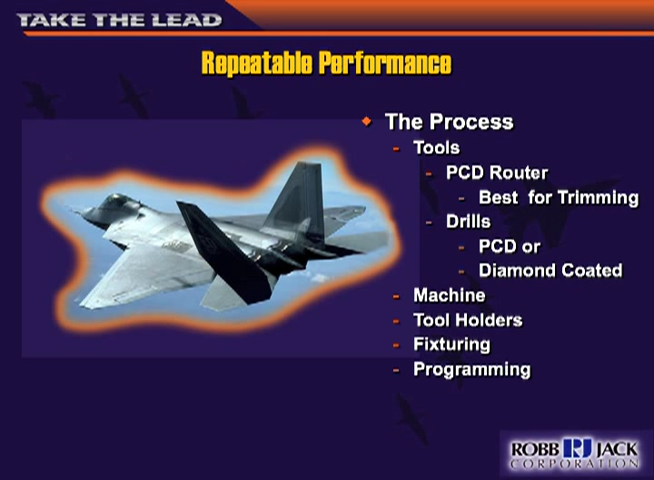 TAKE THE LEAD
Repeatable Performance
The Process
- Tools
- PCD Router
- Best for Trimming
- Drills
- PCD or
- Diamond Coated
- Machine
- Tool Holders
- Fixturing
- Programming
ROBB RJ JACK
CORPORATION